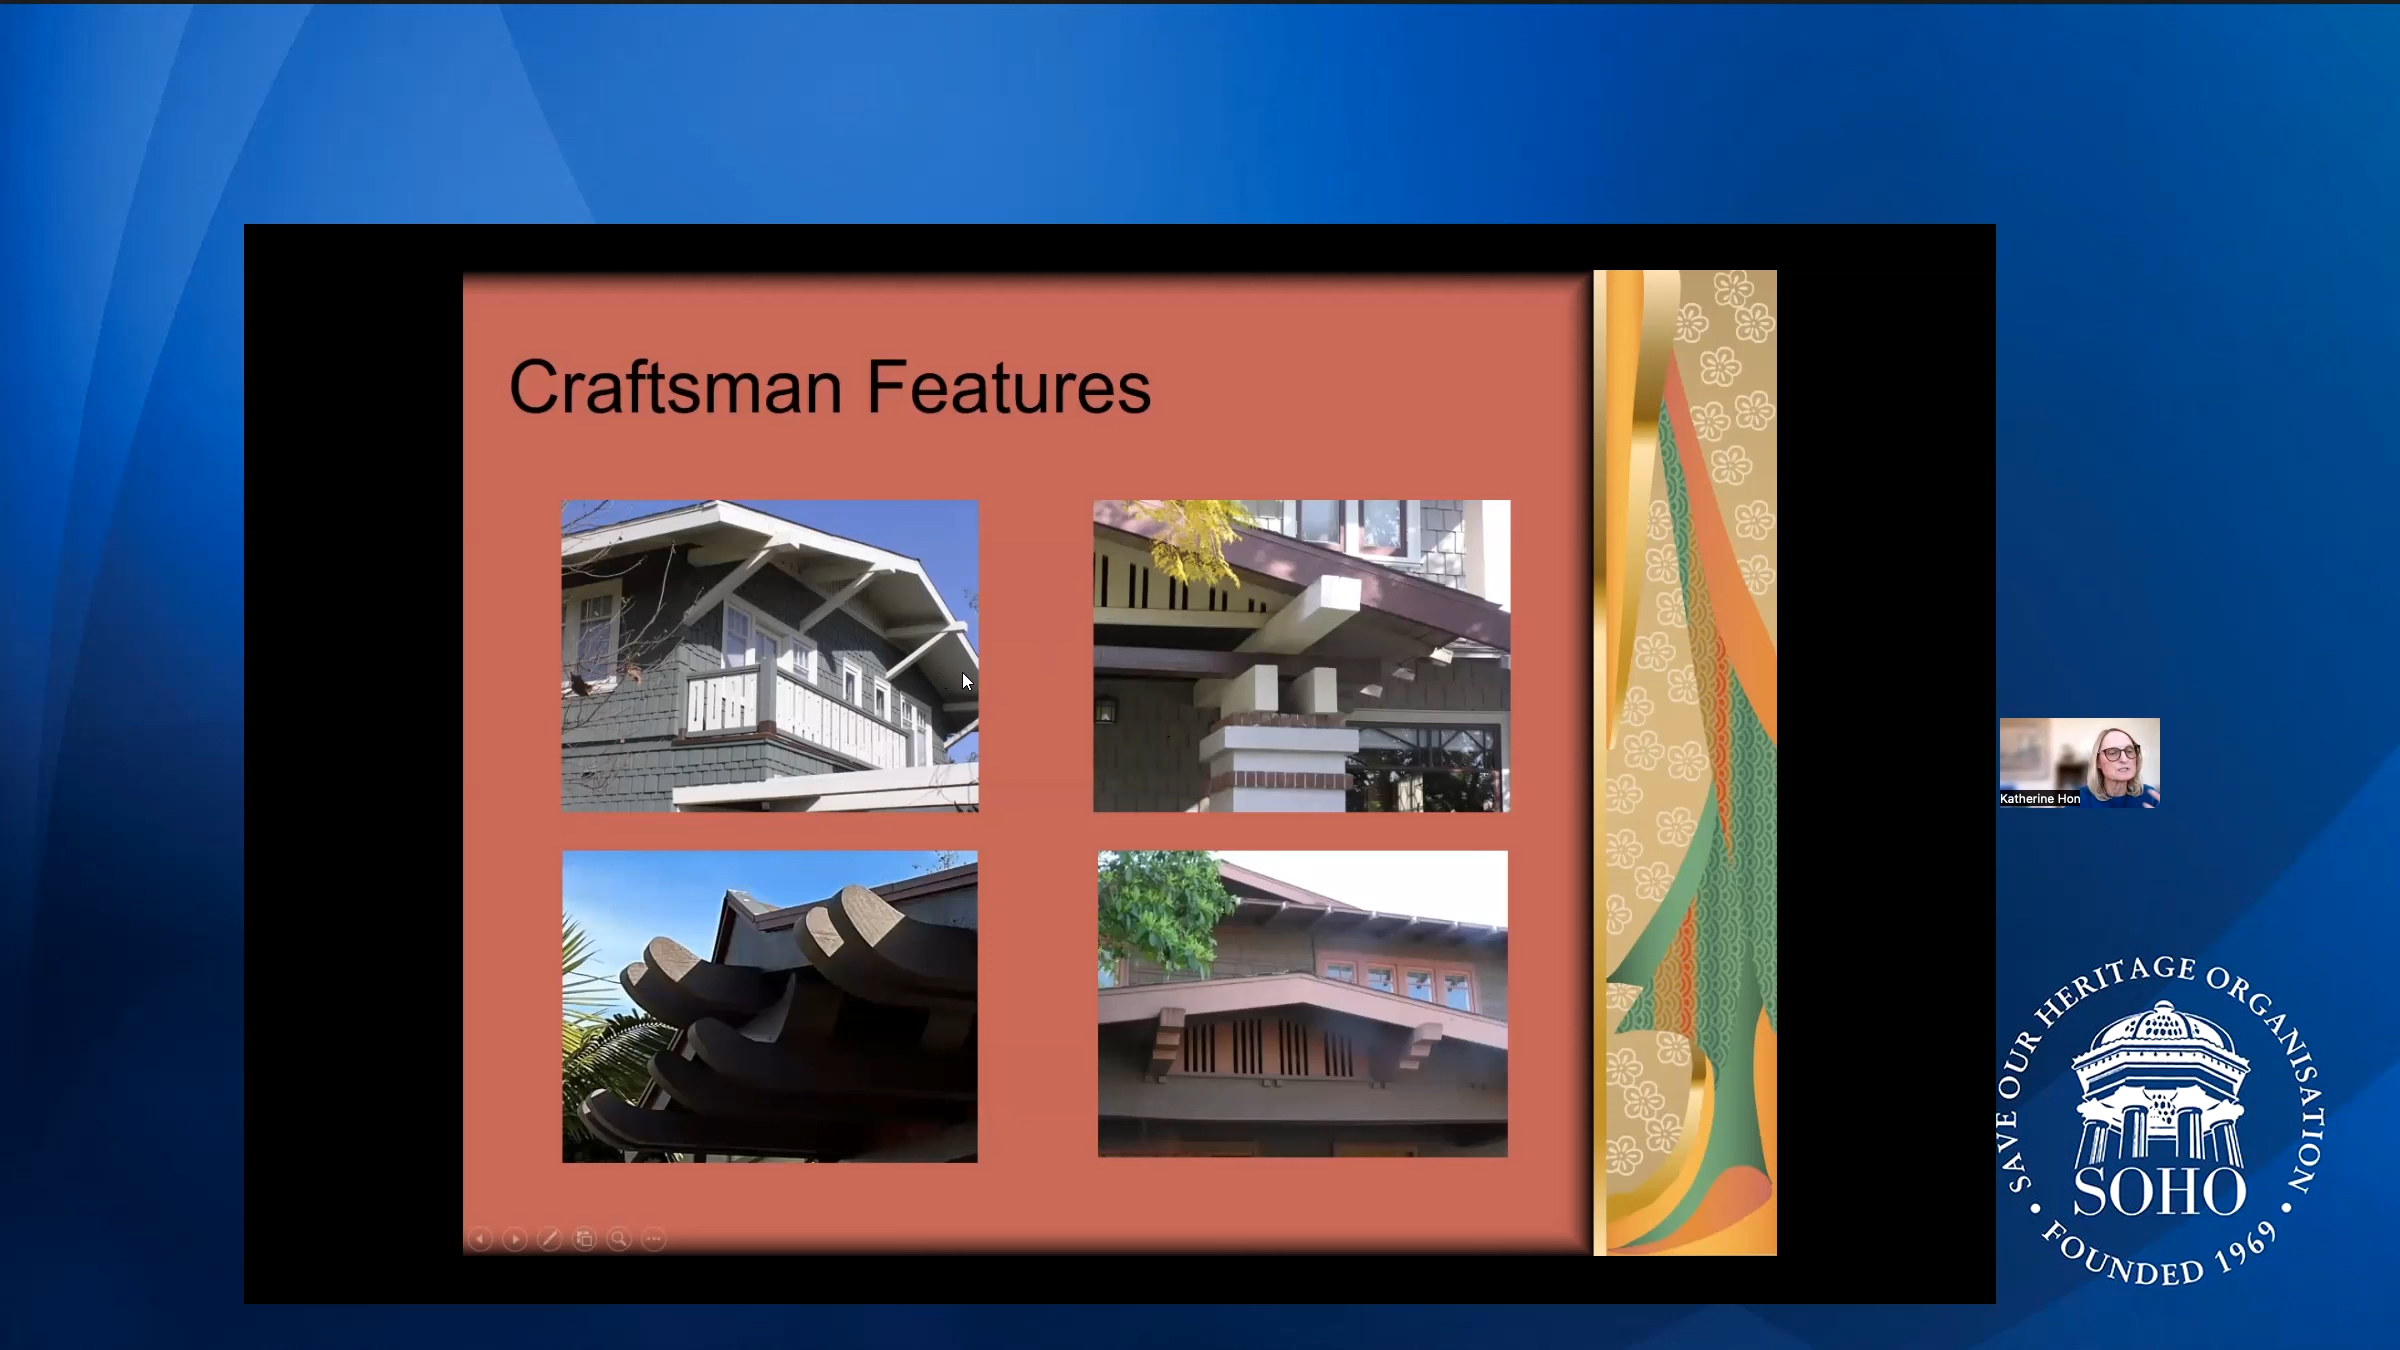 Craftsman Features
Katherine Hon
• SAVE OUR HERITAGE ORGANISATION •
SOHO
FOUNDED 1969